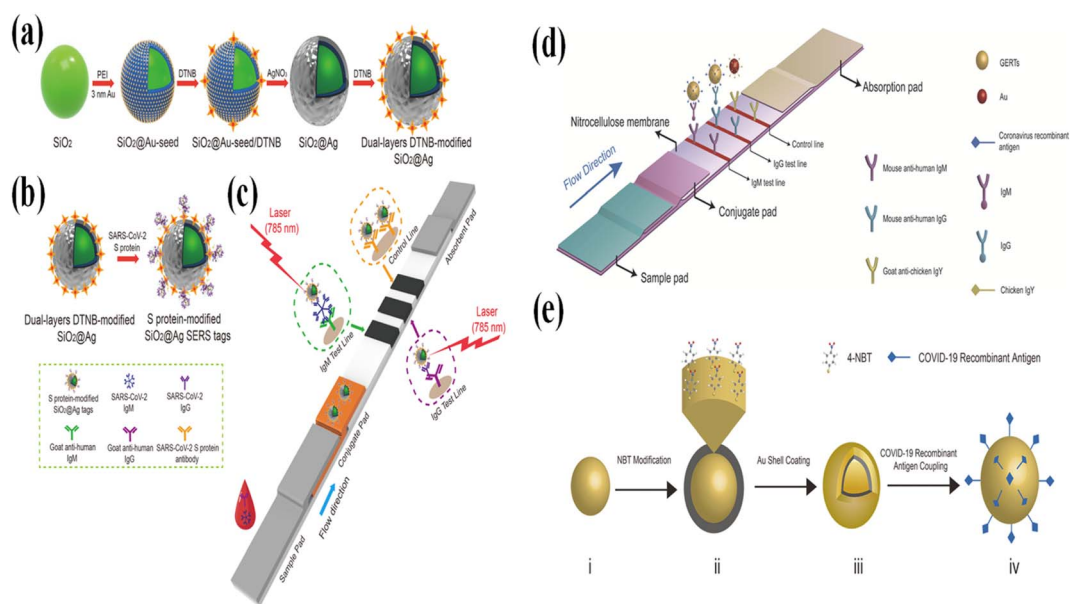 (a)
PEI
3 nm Au
DTNB
AgNO₃
DTNB
SiO₂
SiO₂@Au-seed
SiO₂@Au-seed/DTNB
SiO₂@Ag
Dual-layers DTNB-modified
SiO₂@Ag
(b)
SARS-CoV-2
S protein
Dual-layers DTNB-modified
SiO₂@Ag
S protein-modified
SiO₂@Ag SERS tags
S protein-modified
SiO₂@Ag tags
SARS-CoV-2
IgM
SARS-CoV-2
IgG
Goat anti-human
IgM
Goat anti-human
IgG
SARS-CoV-2 S protein
antibody
(c)
Laser
(785 nm)
Control Line
Absorbent Pad
IgM Test Line
Laser
(785 nm)
IgG Test Line
Conjugate Pad
Flow direction
Sample Pad
(d)
Absorption pad
Nitrocellulose membrane
Control line
IgG test line
IgM test line
Flow Direction
Conjugate pad
Sample pad
Mouse anti-human IgM
Mouse anti-human IgG
Goat anti-chicken IgY
GERTs
Au
Coronavirus recombinant
antigen
IgM
IgG
Chicken IgY
(e)
4-NBT
COVID-19 Recombinant Antigen
NBT Modification
Au Shell Coating
COVID-19 Recombinant
Antigen Coupling
i
ii
iii
iv